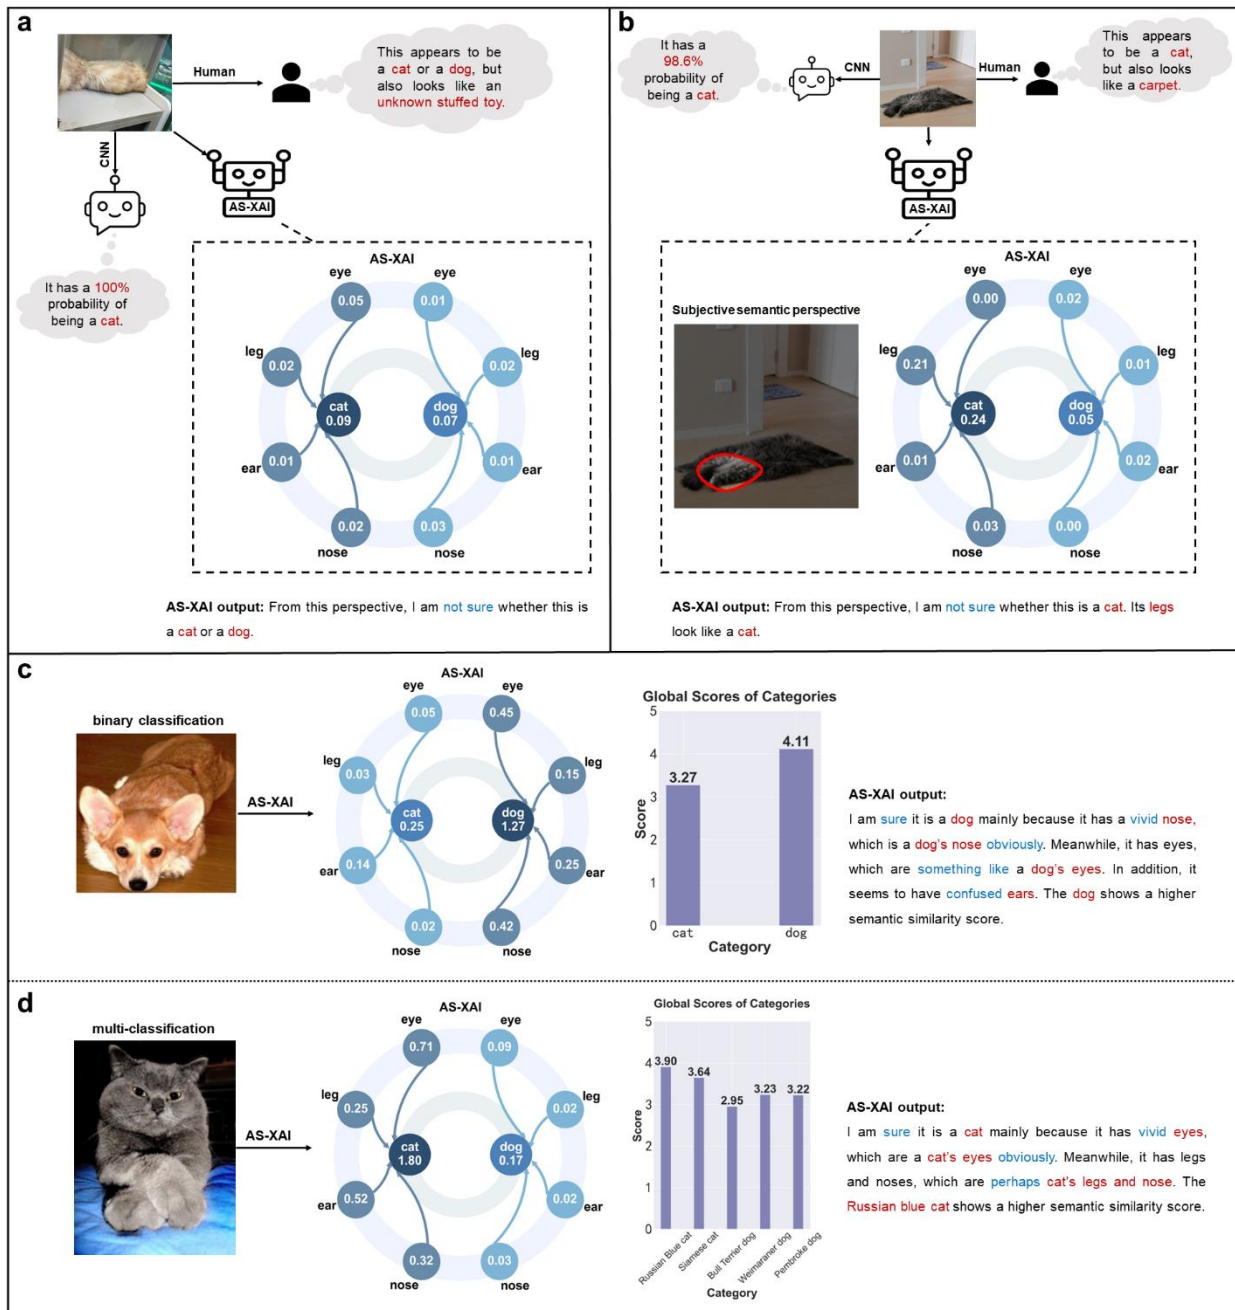 a
Human
This appears to be
a cat or a dog, but
also looks like an
unknown stuffed toy.
CNN
AS-XAI
It has a 100%
probability of
being a cat.
AS-XAI
eye
eye
0.05
0.01
leg
leg
0.02
0.02
cat
0.09
dog
0.07
0.01
0.01
ear
ear
0.02
0.03
nose
nose
AS-XAI output: From this perspective, I am not sure whether this is
a cat or a dog.
b
It has a
98.6%
probability of
being a cat.
CNN
Human
This appears
to be a cat,
but also looks
like a carpet.
AS-XAI
AS-XAI
Subjective semantic perspective
eye
eye
0.00
0.02
leg
leg
0.21
0.01
cat
0.24
dog
0.05
0.01
0.02
ear
ear
0.03
0.00
nose
nose
AS-XAI output: From this perspective, I am not sure whether this is a cat. Its legs
look like a cat.
c
binary classification
AS-XAI
AS-XAI
eye
eye
0.05
0.45
leg
leg
0.03
0.15
cat
0.25
dog
1.27
0.14
0.25
ear
ear
0.02
0.42
nose
nose
Global Scores of Categories
5
4
3
2
1
0
Score
3.27
4.11
cat
dog
Category
AS-XAI output:
I am sure it is a dog mainly because it has a vivid nose,
which is a dog's nose obviously. Meanwhile, it has eyes,
which are something like a dog's eyes. In addition, it
seems to have confused ears. The dog shows a higher
semantic similarity score.
d
multi-classification
AS-XAI
AS-XAI
eye
eye
0.71
0.09
leg
leg
0.25
0.02
cat
1.80
dog
0.17
0.52
0.02
ear
ear
0.32
0.03
nose
nose
Global Scores of Categories
5
4
3
2
1
0
Score
3.90
3.64
2.95
3.23
3.22
Russian Blue cat
Siamese cat
Bull Terrier dog
Weimaraner dog
Pembroke dog
Category
AS-XAI output:
I am sure it is a cat mainly because it has vivid eyes,
which are a cat's eyes obviously. Meanwhile, it has legs
and noses, which are perhaps cat's legs and nose. The
Russian blue cat shows a higher semantic similarity score.